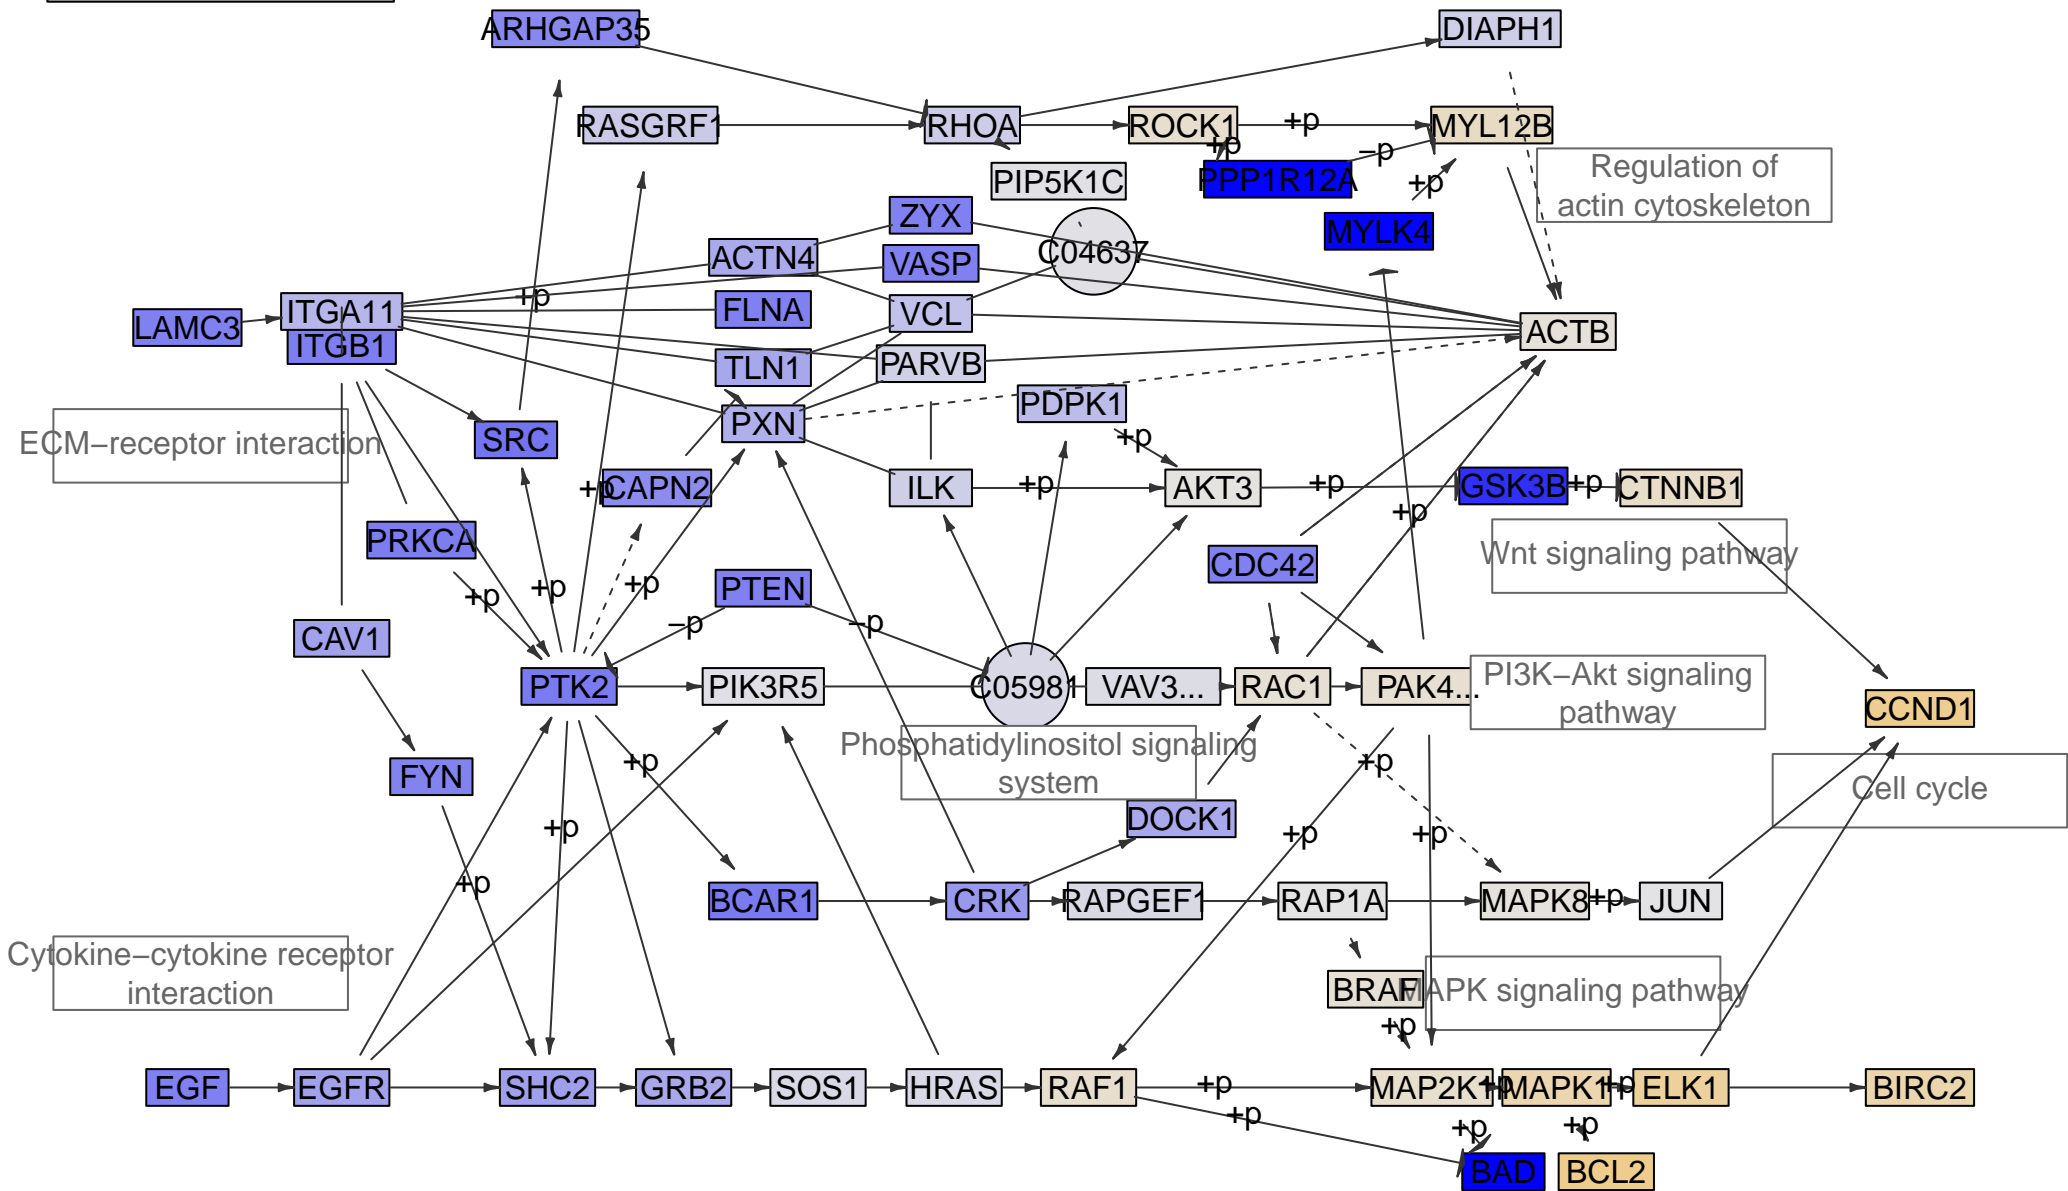 ARHGAP35
DIAPH1
RASGRF1
RHOA
ROCK1
+p
MYL12B
+p
−p
PIP5K1C
PPP1R12A
+p
Regulation of
actin cytoskeleton
ZYX
MYLK4
ACTN4
VASP
C04637
+p
ITGA11
FLNA
VCL
LAMC3
ITGB1
ACTB
TLN1
PARVB
PDPK1
PXN
ECM−receptor interaction
SRC
+p
+p
CAPN2
ILK
+p
AKT3
+p
GSK3B
+p
CTNNB1
+p
PRKCA
Wnt signaling pathway
CDC42
+p
+p
+p
PTEN
−p
−p
CAV1
PTK2
PIK3R5
C05981
VAV3...
RAC1
PAK4...
PI3K−Akt signaling
pathway
CCND1
Phosphatidylinositol signaling
system
+p
+p
FYN
Cell cycle
+p
DOCK1
+p
+p
+p
BCAR1
CRK
RAPGEF1
RAP1A
MAPK8
+p
JUN
Cytokine−cytokine receptor
interaction
BRAF
MAPK signaling pathway
+p
EGF
EGFR
SHC2
GRB2
SOS1
HRAS
RAF1
+p
MAP2K1
+p
MAPK1
+p
ELK1
BIRC2
+p
+p
+p
BAD
BCL2